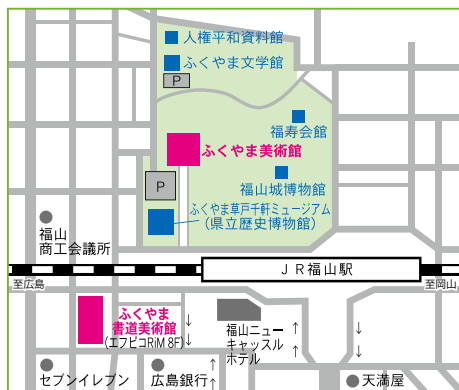 人権平和資料館
ふくやま文学館
P
福寿会館
ふくやま美術館
福山城博物館
P
ふくやま草戸千軒ミュージアム
(県立歴史博物館)
福山
商工会議所
JR福山駅
至広島
至岡山
ふくやま
書道美術館
(エフピコRiM 8F)
↓
↓
福山ニュー
キャッスル
ホテル
↑
↑
↓
↓
セブンイレブン
広島銀行
↑
↑
天満屋